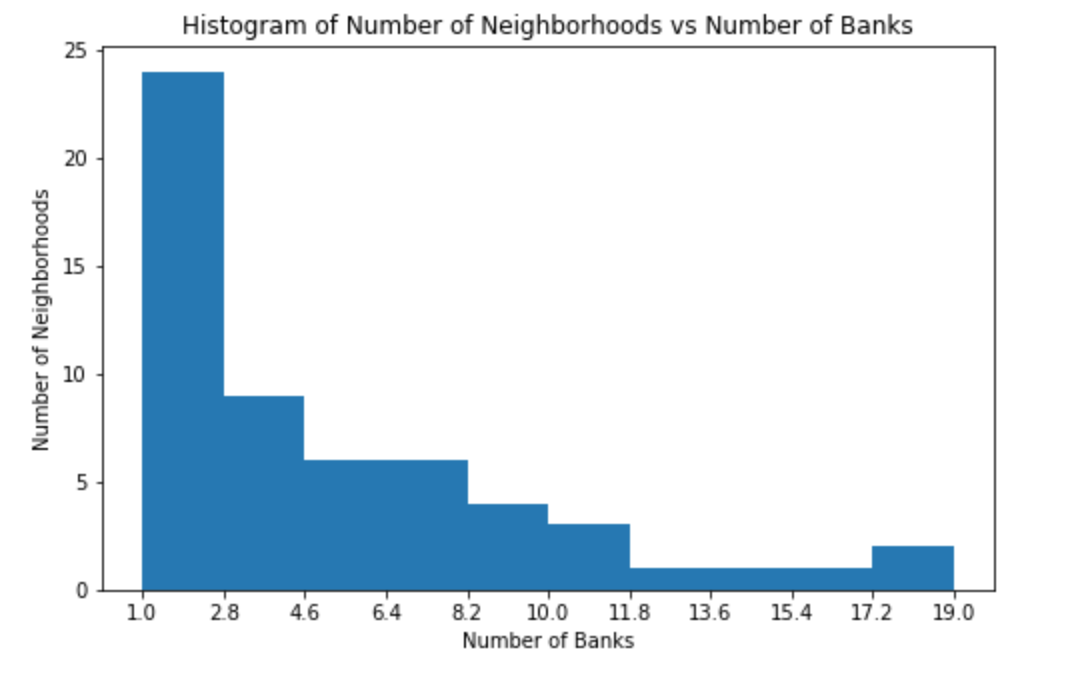 Histogram of Number of Neighborhoods vs Number of Banks
25
20
15
10
5
0
Number of Neighborhoods
1.0 2.8 4.6 6.4 8.2 10.0 11.8 13.6 15.4 17.2 19.0
Number of Banks